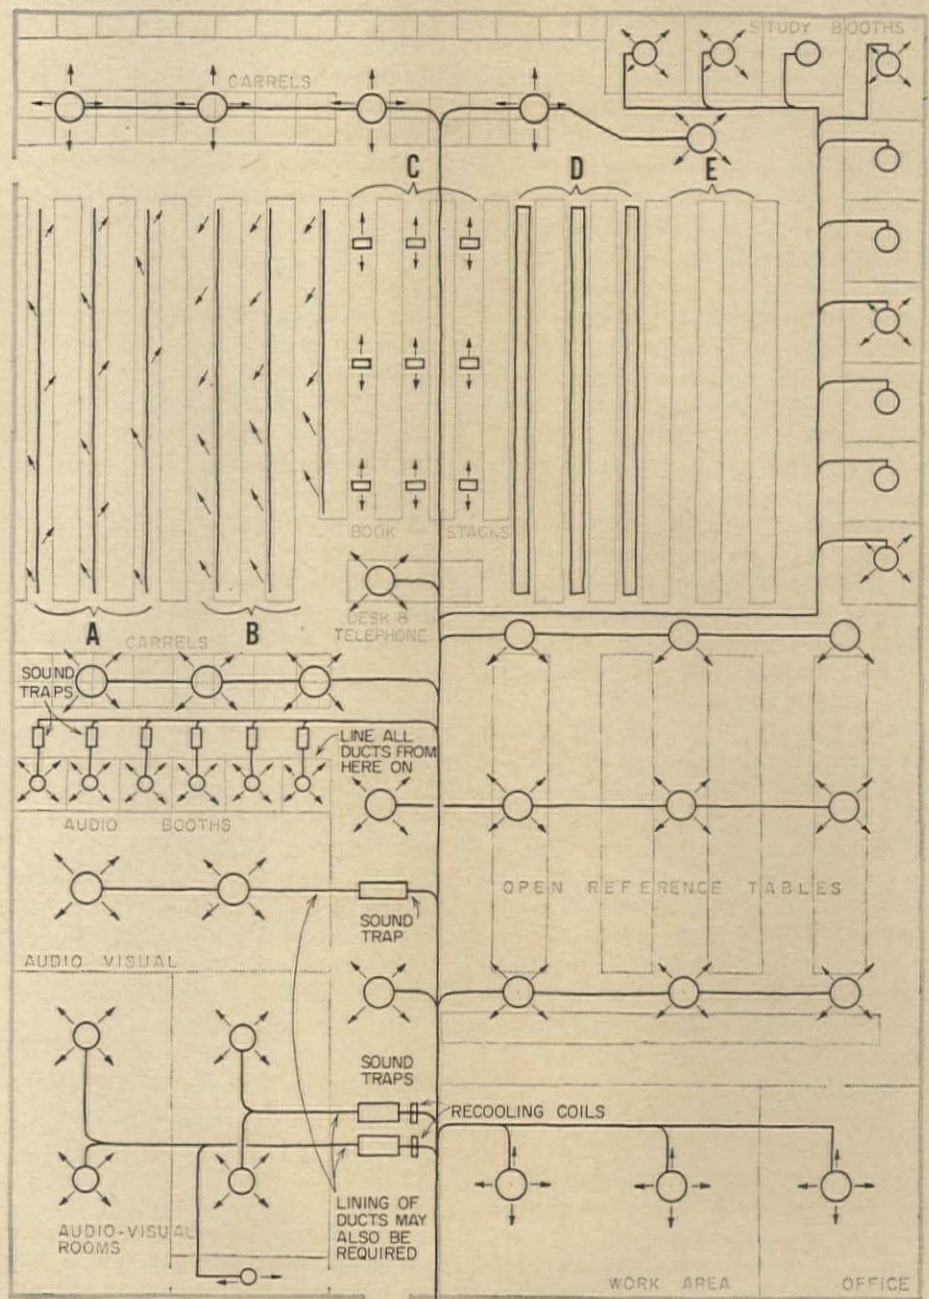 STUDY BOOTHS
CARRELS
C
D
E
BOOK STACKS
A
B
DESK &
TELEPHONE
CARRELS
SOUND
TRAPS
LINE ALL
DUCTS FROM
HERE ON
AUDIO BOOTHS
OPEN REFERENCE TABLES
SOUND
TRAP
AUDIO VISUAL
SOUND
TRAPS
RECOOLING COILS
LINING OF
DUCTS MAY
ALSO BE
REQUIRED
AUDIO-VISUAL
ROOMS
WORK AREA
OFFICE